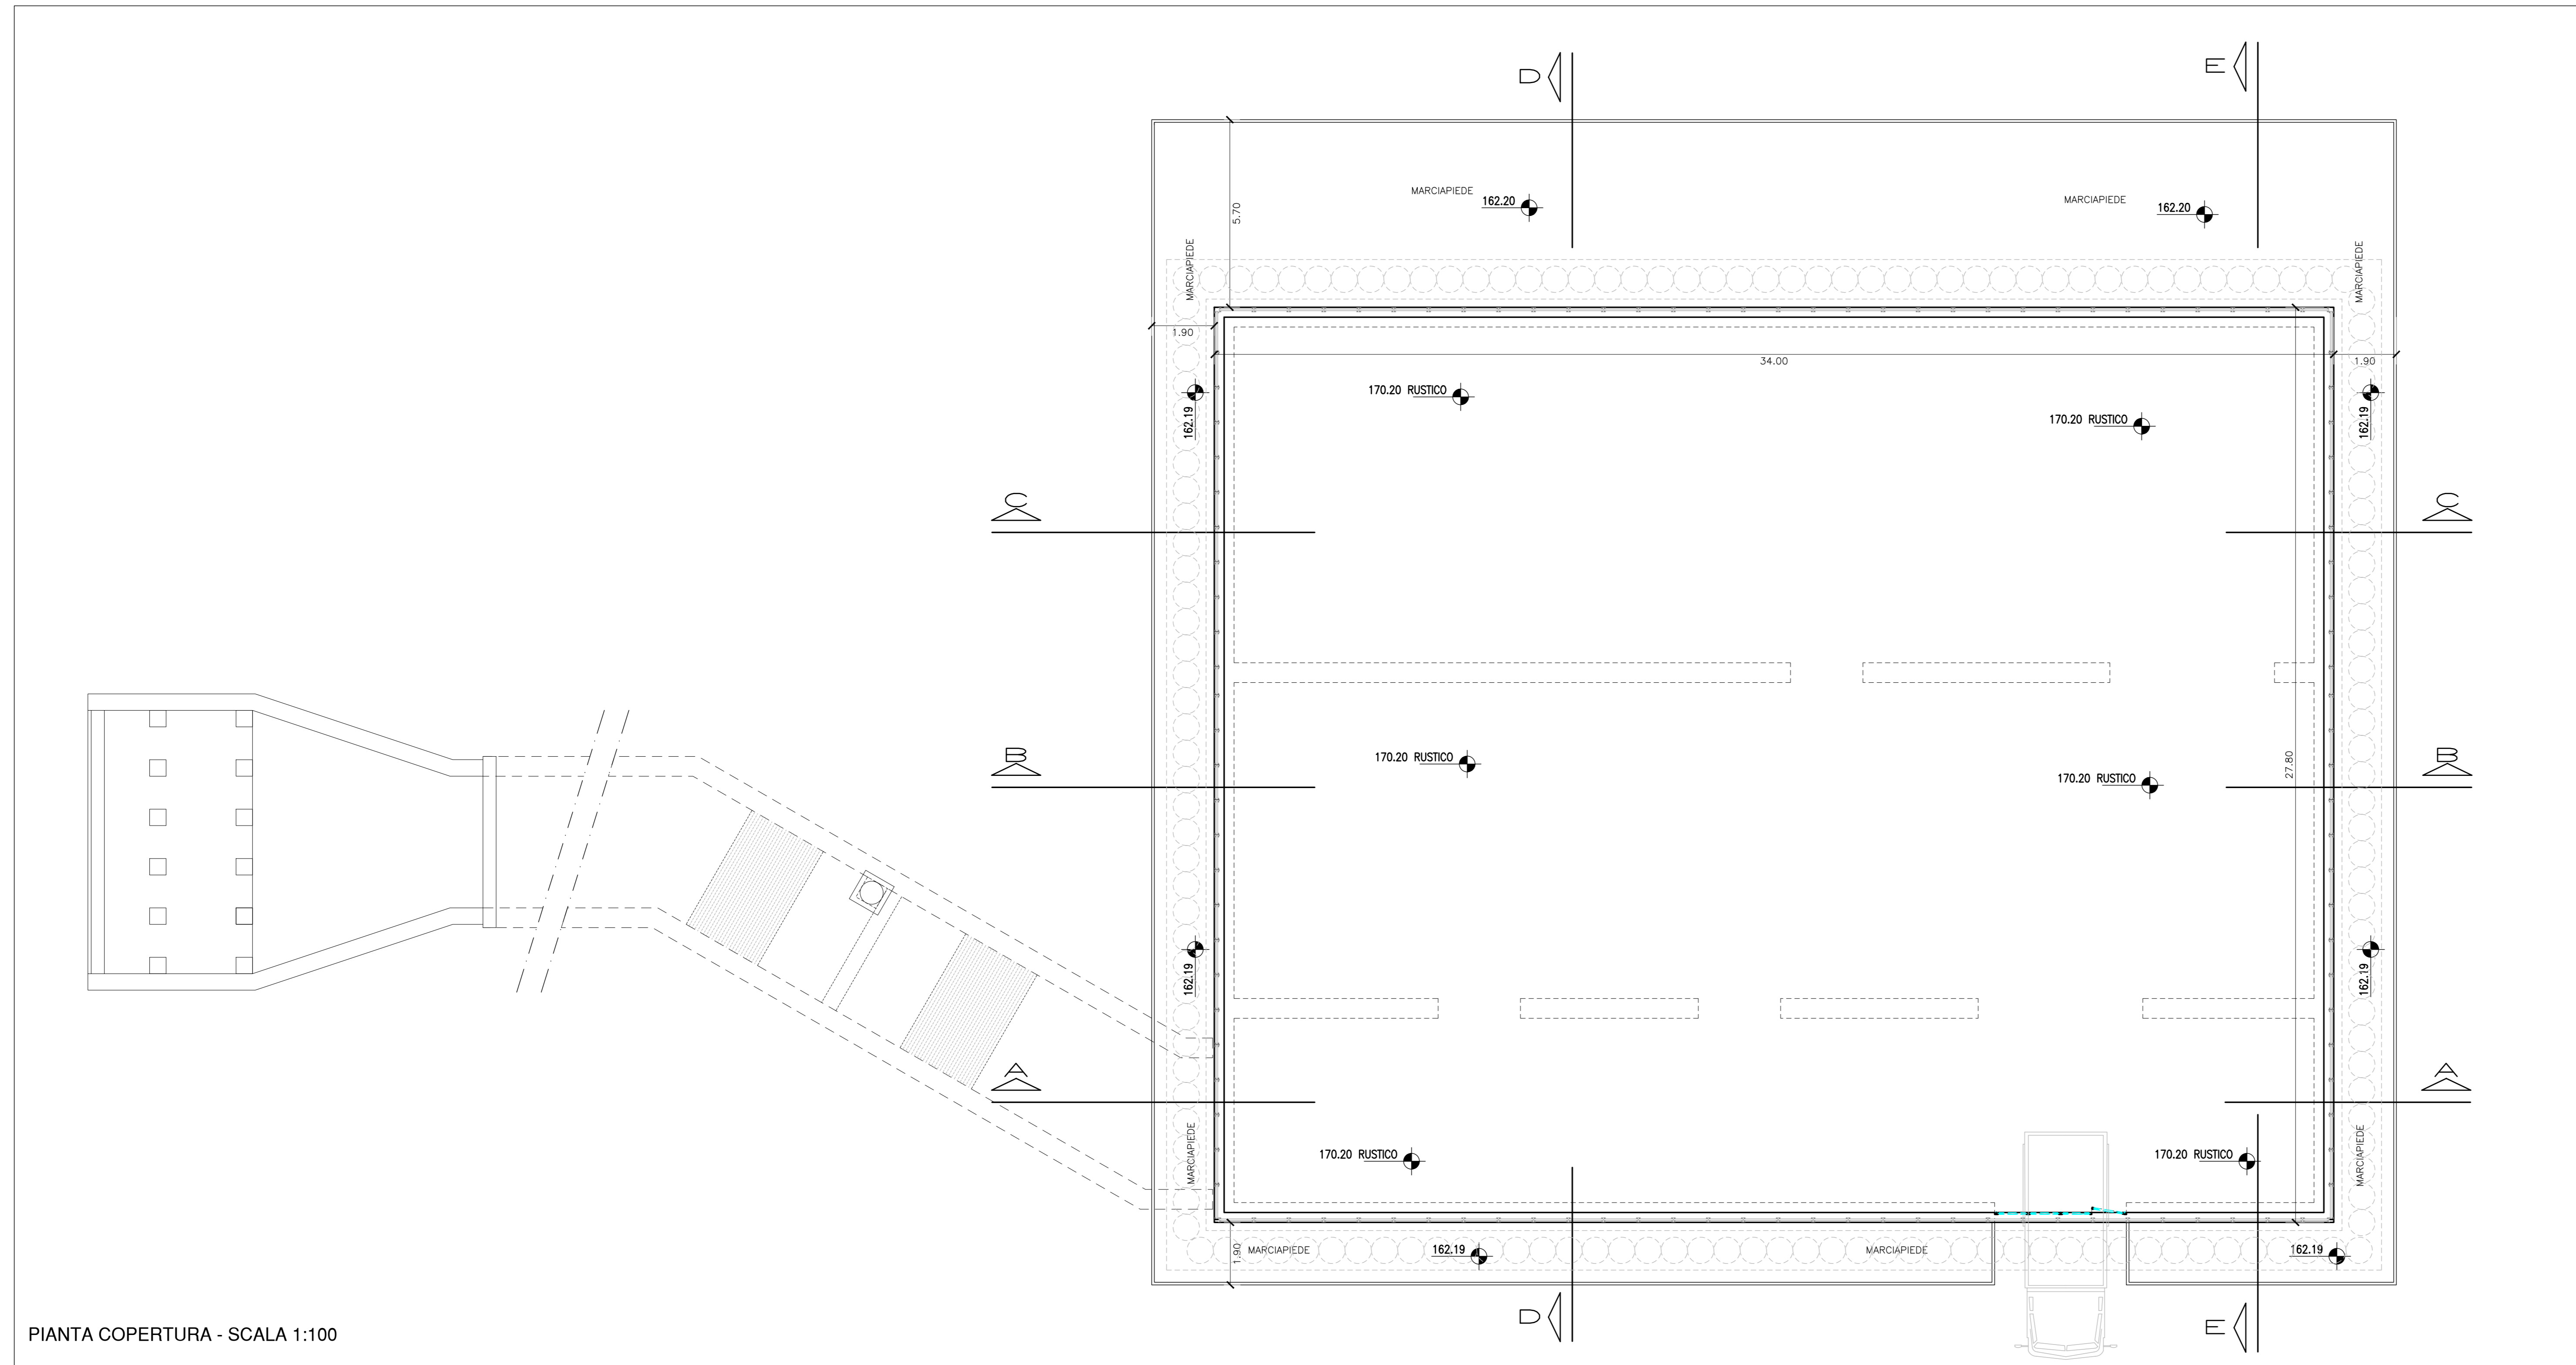 D
E
MARCIAPIEDE
162.20
MARCIAPIEDE
162.20
5.70
MARCIAPIEDE
MARCIAPIEDE
1.90
34.00
1.90
170.20 RUSTICO
162.19
162.19
170.20 RUSTICO
C
C
B
B
170.20 RUSTICO
170.20 RUSTICO
27.80
162.19
162.19
A
A
MARCIAPIEDE
MARCIAPIEDE
170.20 RUSTICO
170.20 RUSTICO
1.90
MARCIAPIEDE
162.19
MARCIAPIEDE
162.19
D
E
PIANTA COPERTURA - SCALA 1:100